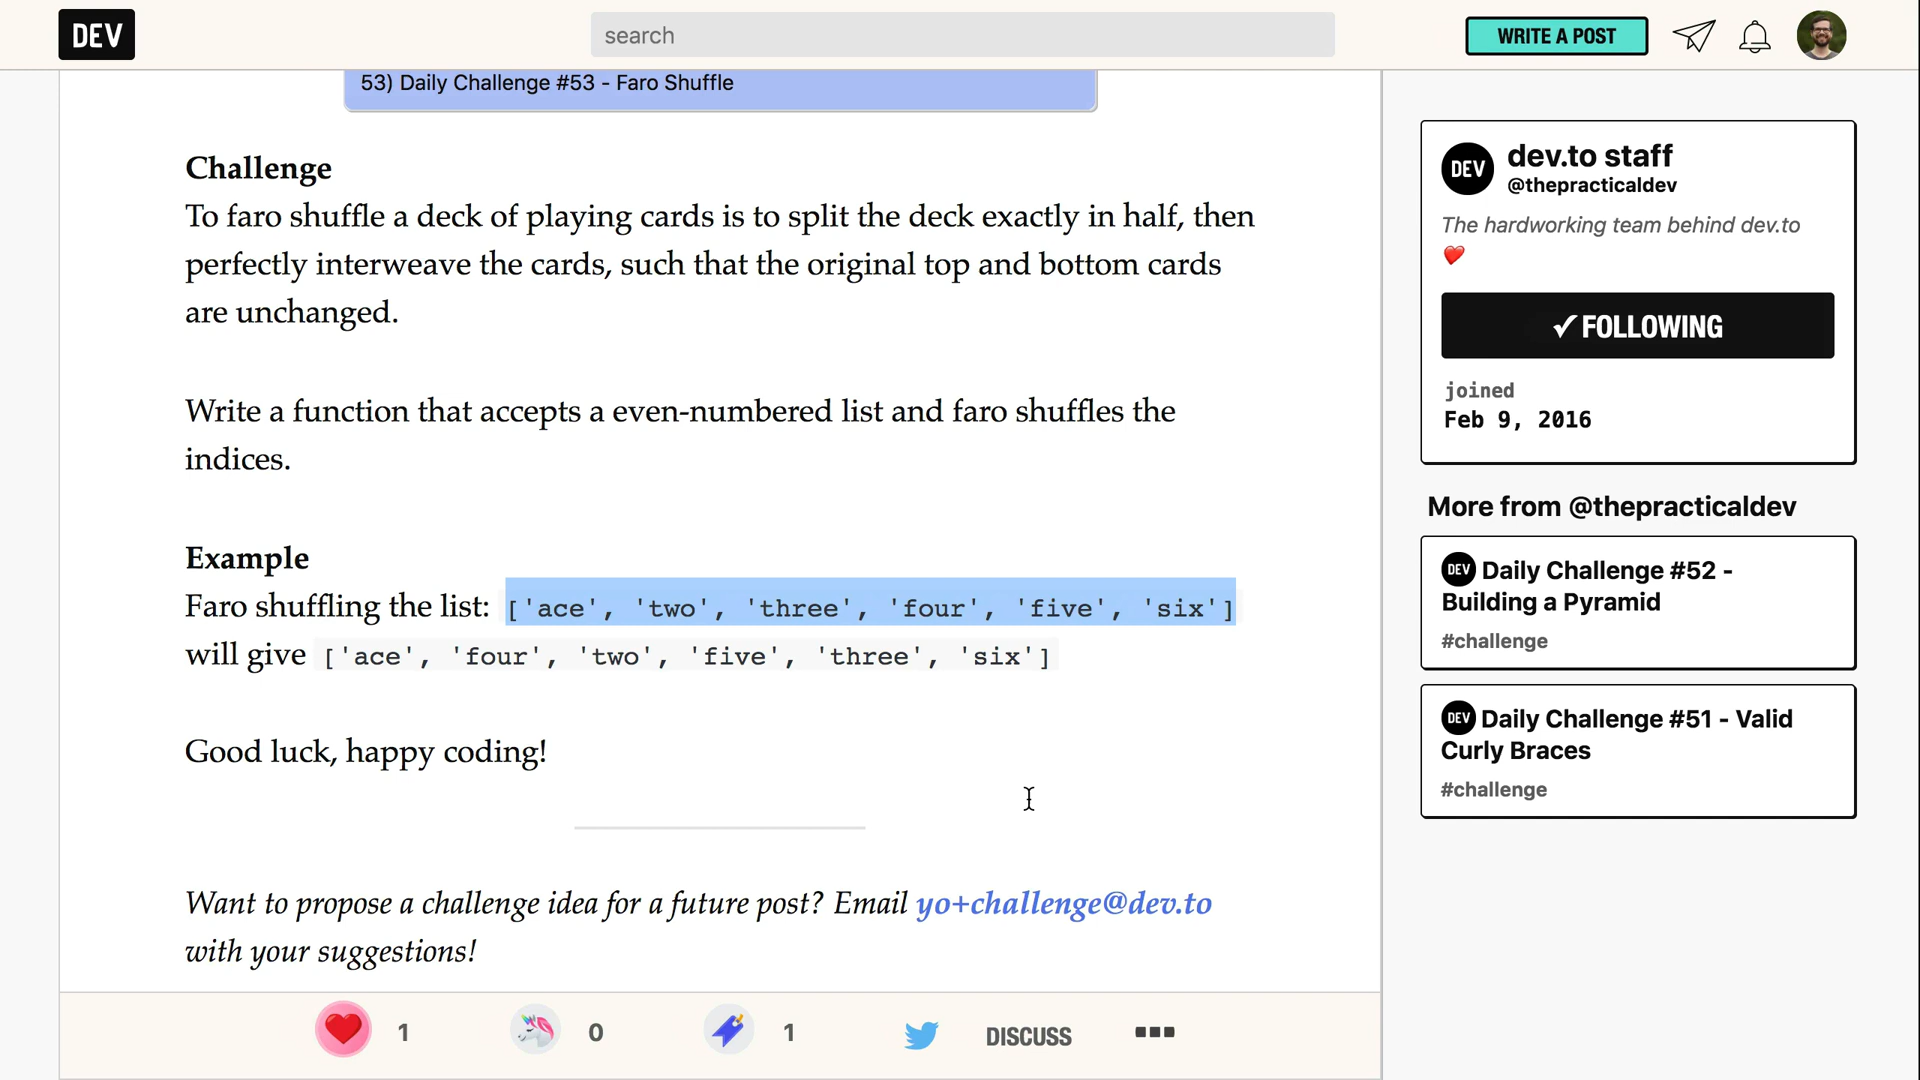 DEV
search
WRITE A POST
53) Daily Challenge #53 - Faro Shuffle
Challenge
To faro shuffle a deck of playing cards is to split the deck exactly in half, then
perfectly interweave the cards, such that the original top and bottom cards
are unchanged.
Write a function that accepts a even-numbered list and faro shuffles the
indices.
Example
Faro shuffling the list: ['ace', 'two', 'three', 'four', 'five', 'six']
will give ['ace', 'four', 'two', 'five', 'three', 'six']
Good luck, happy coding!
Want to propose a challenge idea for a future post? Email yo+challenge@dev.to
with your suggestions!
1
0
1
DISCUSS
DEV
dev.to staff
@thepracticaldev
The hardworking team behind dev.to
❤️
✓ FOLLOWING
joined
Feb 9, 2016
More from @thepracticaldev
DEV Daily Challenge #52 -
Building a Pyramid
#challenge
DEV Daily Challenge #51 - Valid
Curly Braces
#challenge